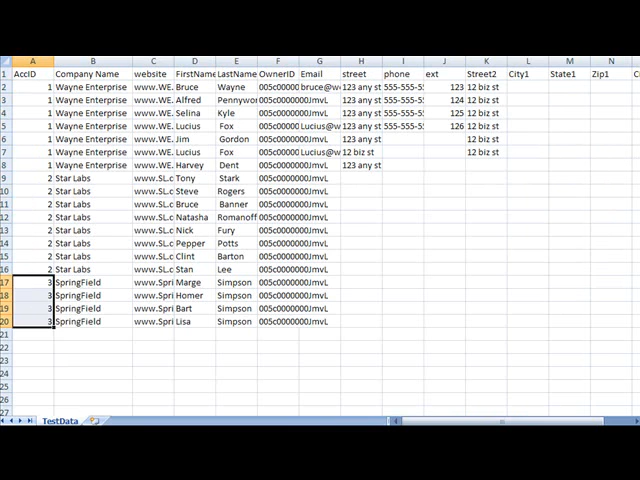 A B C D E F G H I J K L M N
1 AccID Company Name website FirstName LastName OwnerID Email street phone ext Street2 City1 State1 Zip1
2 1 Wayne Enterprise www.WE. Bruce Wayne 005c00000 bruce@w 123 any st 555-555-55 123 12 biz st
3 1 Wayne Enterprise www.WE. Alfred Pennywor 005c0000000JmvL 123 any st 555-555-55 124 12 biz st
4 1 Wayne Enterprise www.WE. Selina Kyle 005c0000000JmvL 123 any st 555-555-55 125 12 biz st
5 1 Wayne Enterprise www.WE. Lucius Fox 005c00000 Lucius@w 123 any st 555-555-55 126 12 biz st
6 1 Wayne Enterprise www.WE. Jim Gordon 005c0000000JmvL 123 any st 12 biz st
7 1 Wayne Enterprise www.WE. Lucius Fox 005c00000 Lucius@w 12 biz st 12 biz st
8 1 Wayne Enterprise www.WE. Harvey Dent 005c0000000JmvL 123 any st
9 2 Star Labs www.SL.c Tony Stark 005c0000000JmvL
10 2 Star Labs www.SL.c Steve Rogers 005c0000000JmvL
11 2 Star Labs www.SL.c Bruce Banner 005c0000000JmvL
12 2 Star Labs www.SL.c Natasha Romanoff 005c0000000JmvL
13 2 Star Labs www.SL.c Nick Fury 005c0000000JmvL
14 2 Star Labs www.SL.c Pepper Potts 005c0000000JmvL
15 2 Star Labs www.SL.c Clint Barton 005c0000000JmvL
16 2 Star Labs www.SL.c Stan Lee 005c0000000JmvL
17 3 SpringField www.Spri Marge Simpson 005c0000000JmvL
18 3 SpringField www.Spri Homer Simpson 005c0000000JmvL
19 3 SpringField www.Spri Bart Simpson 005c0000000JmvL
20 3 SpringField www.Spri Lisa Simpson 005c0000000JmvL
21
22
23
24
25
26
27
TestData